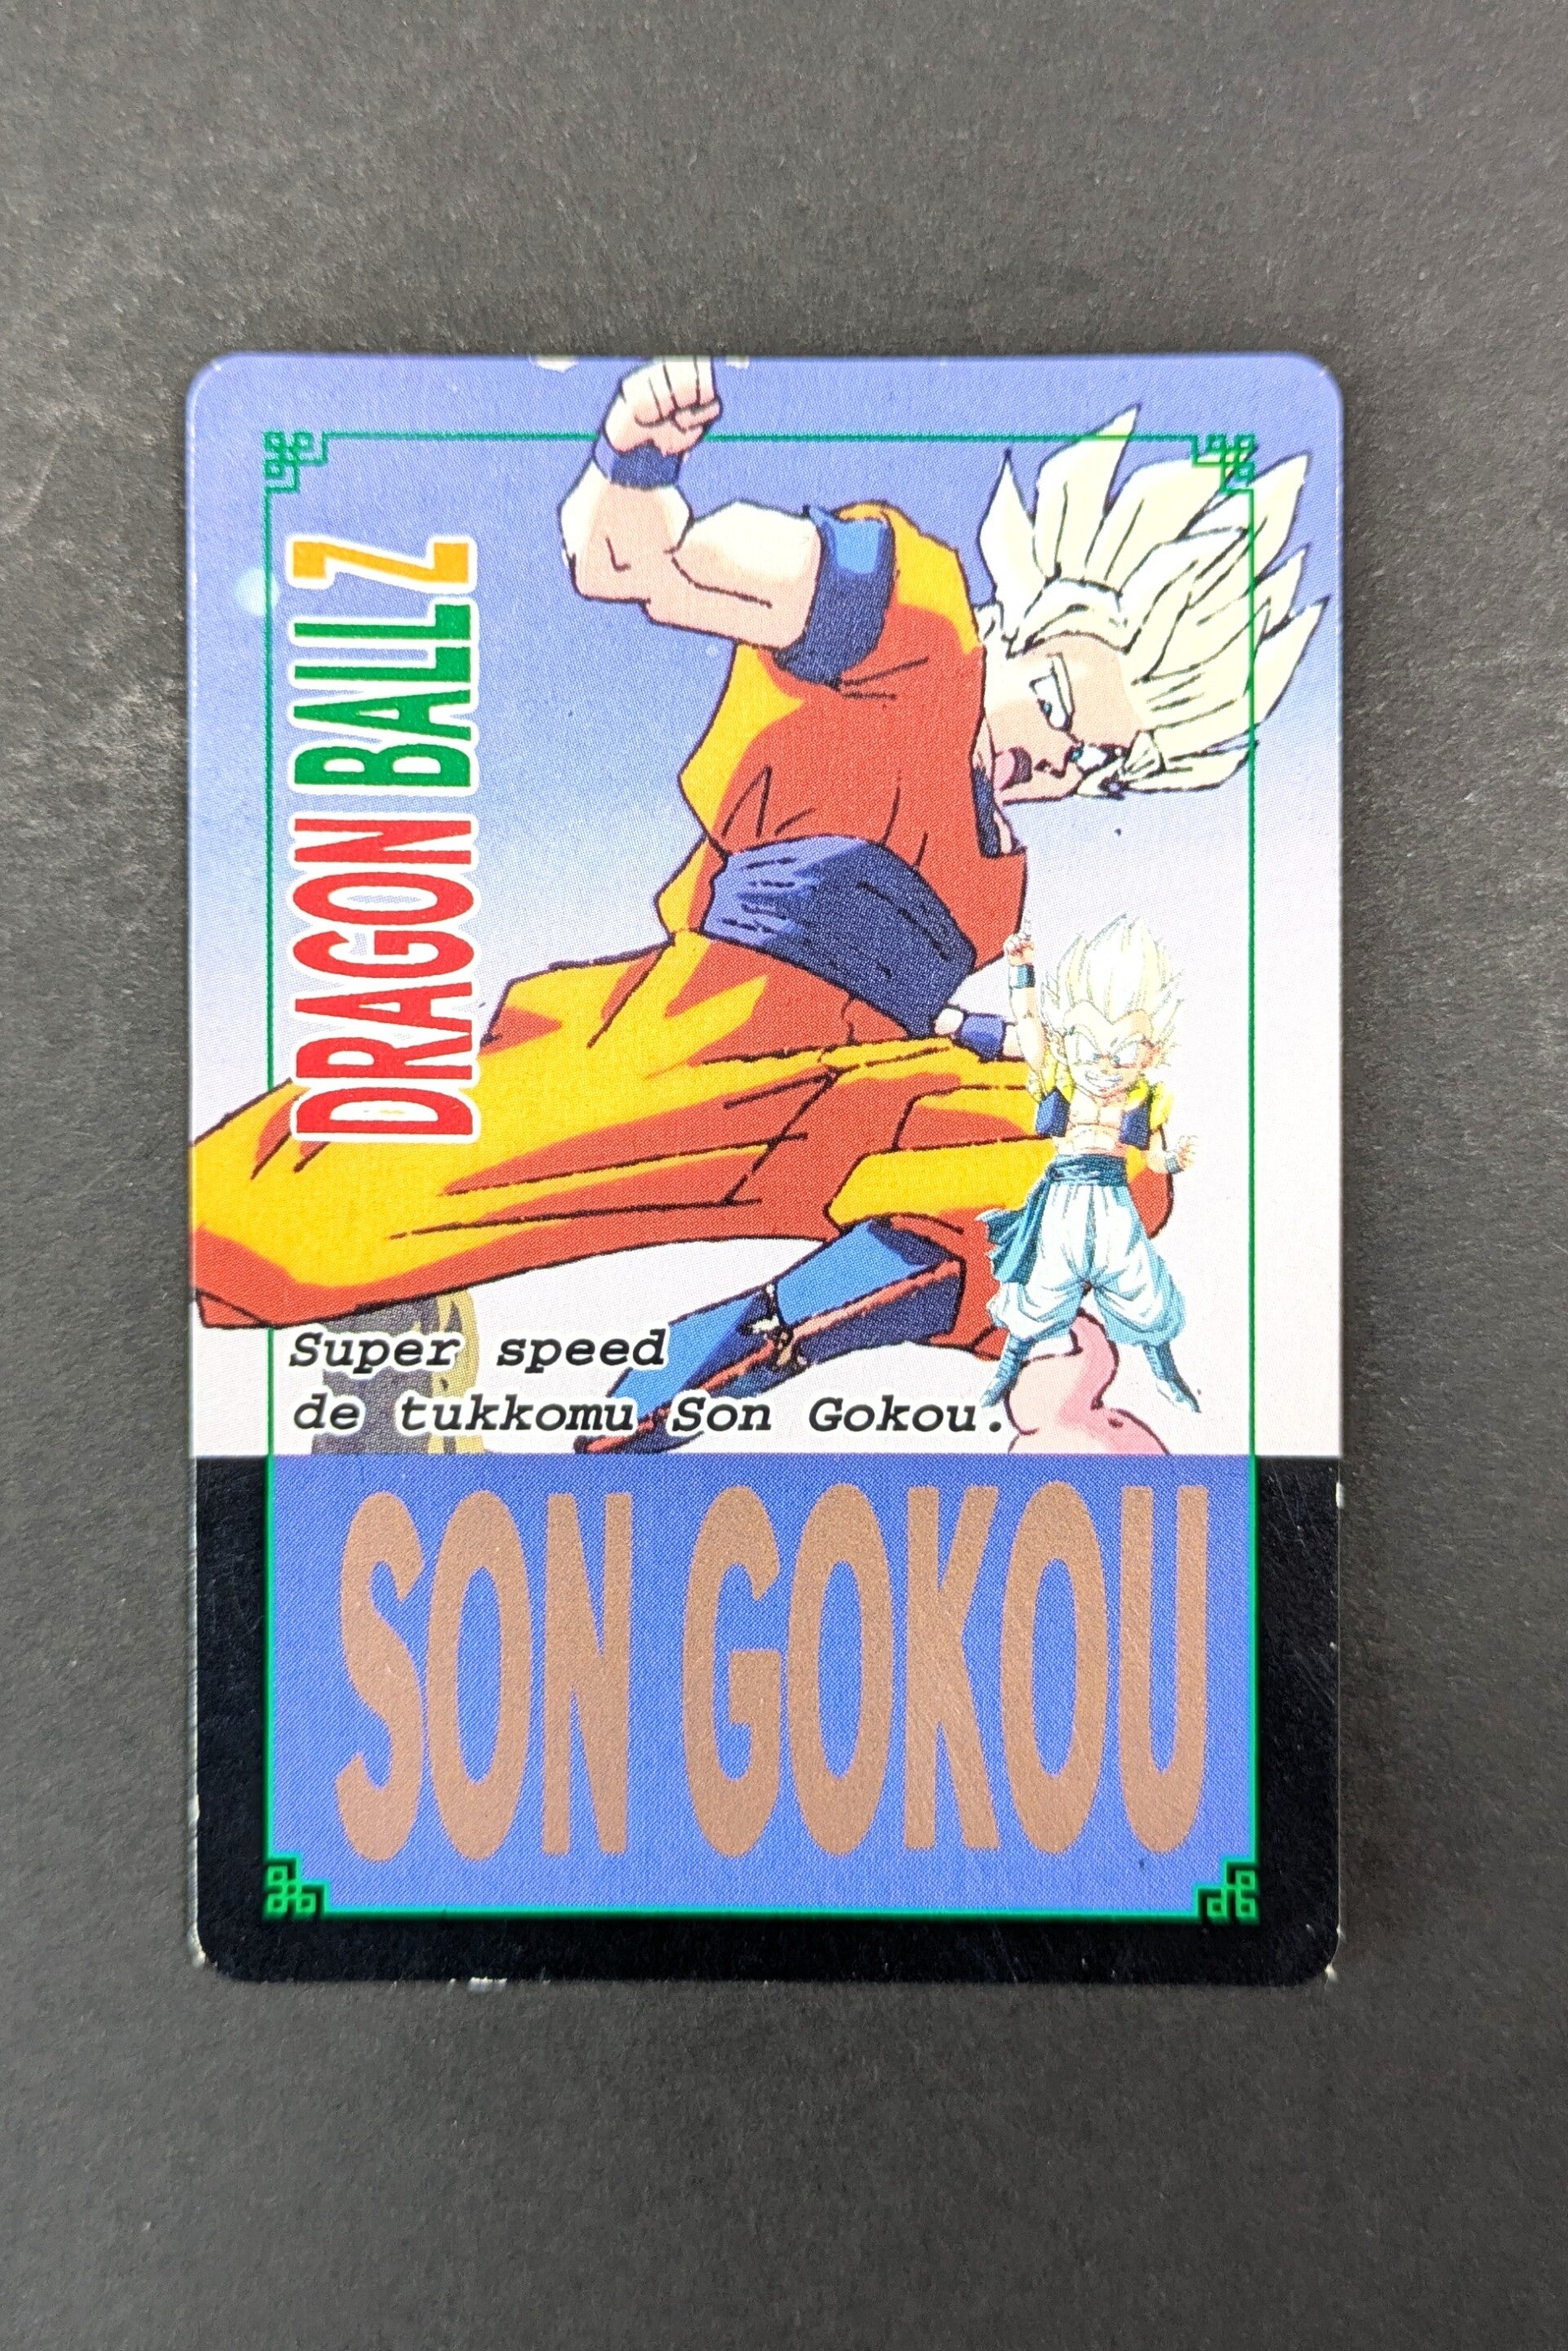 DRAGON BALL Z
Super speed
de tukkomu Son Gokou.
SON GOKOU